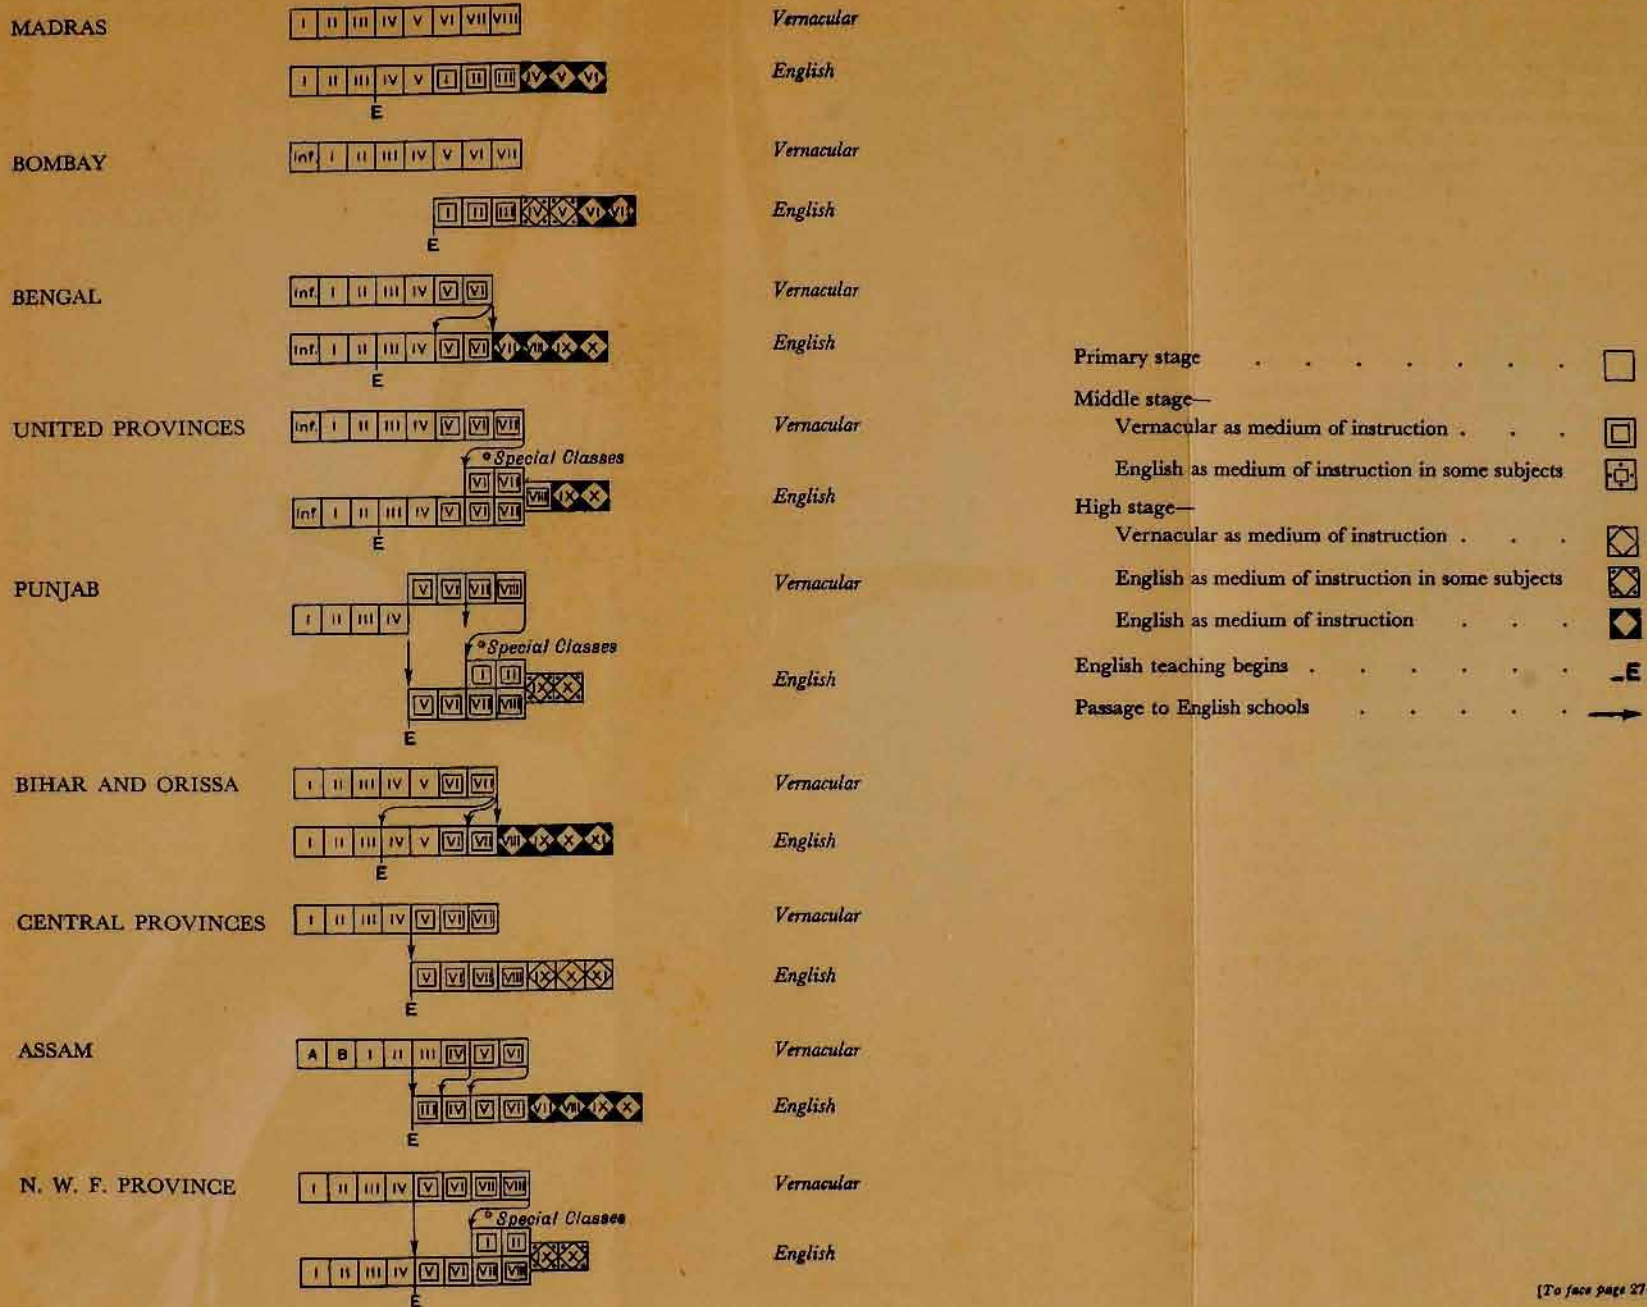 MADRAS
I II III IV V VI VII VIII
Vernacular
I II III IV V I II III IV V VI
English
E
BOMBAY
Inf. I II III IV V VI VII
Vernacular
I II III IV V VI VII
English
E
BENGAL
Inf. I II III IV V VI
Vernacular
Inf. I II III IV V VI VII VIII IX X
English
E
UNITED PROVINCES
Inf. I II III IV V VI VII
Vernacular
Special Classes
VI VII
VIII IX X
English
Inf I II III IV V VI VII
E
PUNJAB
V VI VII VIII
Vernacular
I II III IV
Special Classes
I II
IX X
English
V VI VII VIII
E
BIHAR AND ORISSA
I II III IV V VI VII
Vernacular
I II III IV V VI VII VIII IX X XI
English
E
CENTRAL PROVINCES
I II III IV V VI VII
Vernacular
V VI VII VIII IX X XI
English
E
ASSAM
A B I II III IV V VI
Vernacular
III IV V VI VII VIII IX X
English
E
N. W. F. PROVINCE
I II III IV V VI VII VIII
Vernacular
Special Classes
I II
IX X
English
I II III IV V VI VII VIII
E
Primary stage . . . . . . .
Middle stage—
Vernacular as medium of instruction . . .
English as medium of instruction in some subjects
High stage—
Vernacular as medium of instruction . . .
English as medium of instruction in some subjects
English as medium of instruction . . .
English teaching begins . . . . . . E
Passage to English schools . . . . .
[To face page 27